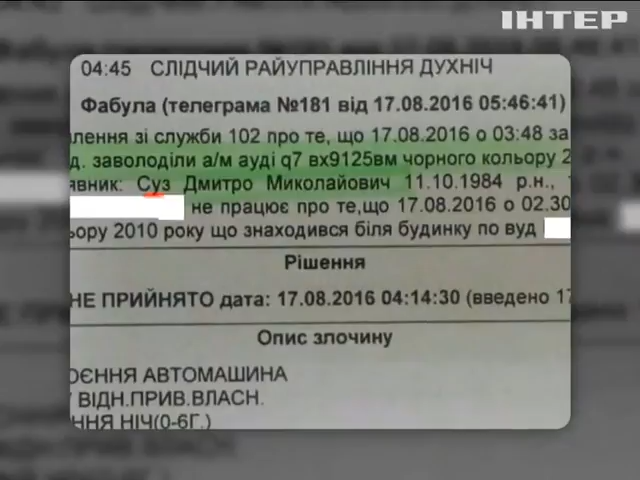 ІНТЕР
04:45 СЛІДЧИЙ РАЙУПРАВЛІННЯ ДУХНІЧ
Фабула (телеграма №181 від 17.08.2016 05:46:41)
лення зі служби 102 про те, що 17.08.2016 о 03:48 за
д. заволоділи а/м ауді q7 вх9125вм чорного кольору 2
явник: Суз Дмитро Миколайович 11.10.1984 р.н.,
не працює про те,що 17.08.2016 о 02.30
ьору 2010 року що знаходився біля будинку по вуд
Рішення
НЕ ПРИЙНЯТО дата: 17.08.2016 04:14:30 (введено 17
Опис злочину
ОЄННЯ АВТОМАШИНА
ВІДН.ПРИВ.ВЛАСН.
ННЯ НІЧ(0-6Г.)